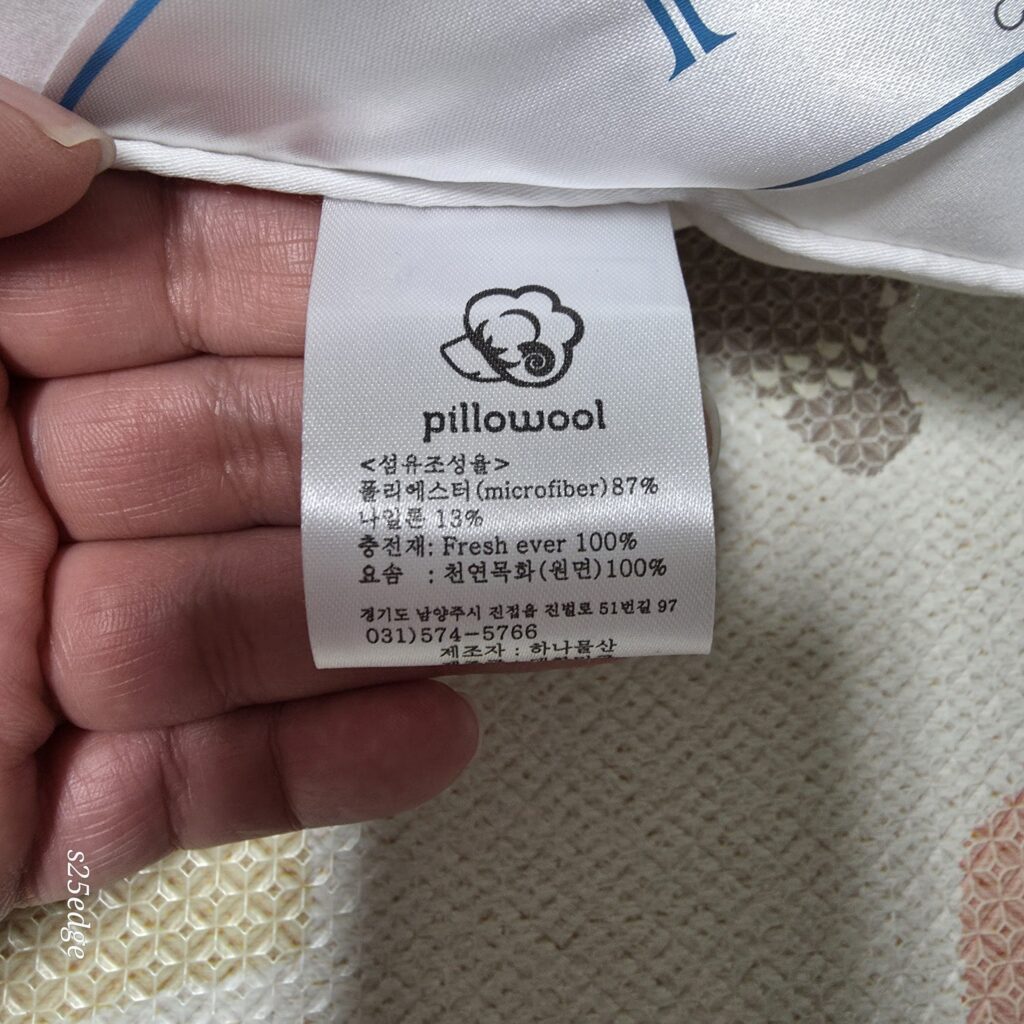 pillowool
<섬유조성율>
폴리에스터(microfiber)87%
나일론 13%
충전재: Fresh ever 100%
요솜 : 천연목화(원면)100%
경기도 남양주시 진접읍 진벌로 51번길 97
031)574-5766
제조자 : 하나물산
s25edge